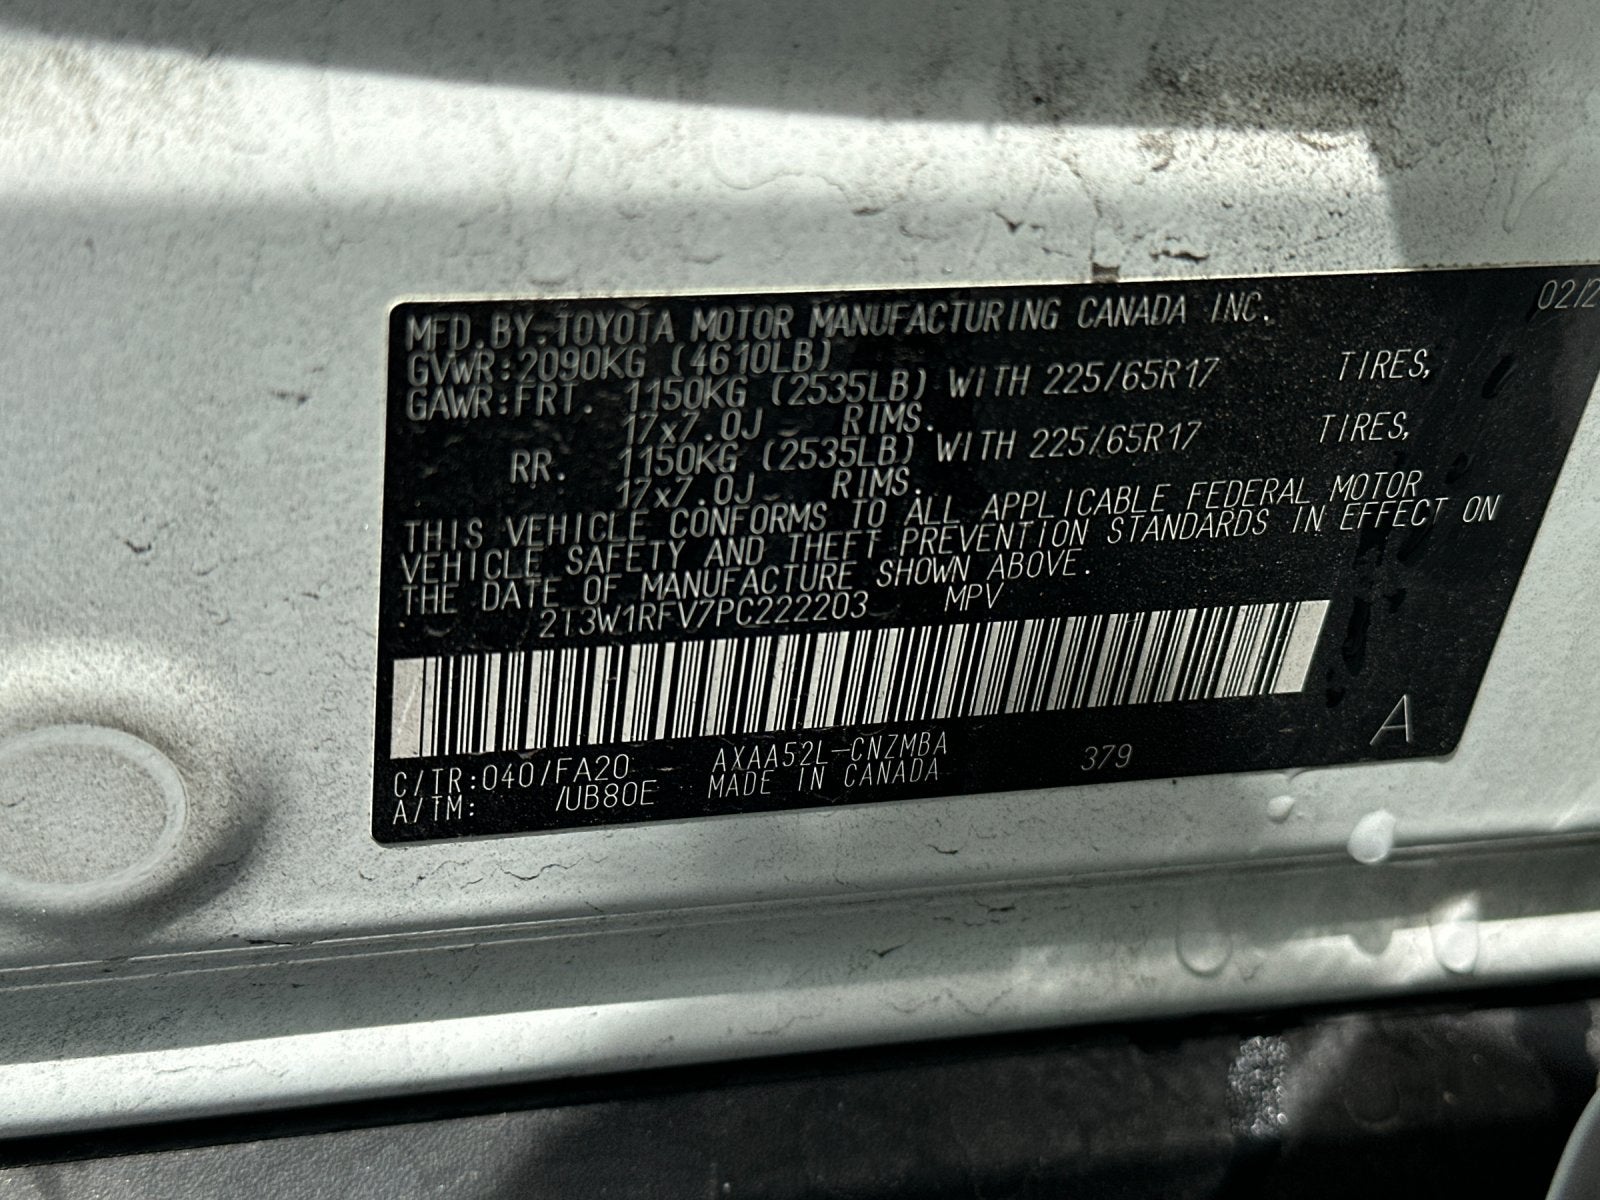 MFD.BY:TOYOTA MOTOR MANUFACTURING CANADA INC. 02/2
GVWR:2090KG (4610LB)
GAWR:FRT. 1150KG (2535LB) WITH 225/65R17 TIRES,
17x7.0J RIMS.
RR. 1150KG (2535LB) WITH 225/65R17 TIRES,
17x7.0J RIMS.
THIS VEHICLE CONFORMS TO ALL APPLICABLE FEDERAL MOTOR
VEHICLE SAFETY AND THEFT PREVENTION STANDARDS IN EFFECT ON
THE DATE OF MANUFACTURE SHOWN ABOVE.
2T3W1RFV7PC222203 MPV
A
C/TR:040/FA20 AXAA52L-CNZMBA 379
A/TM: /UB80E MADE IN CANADA